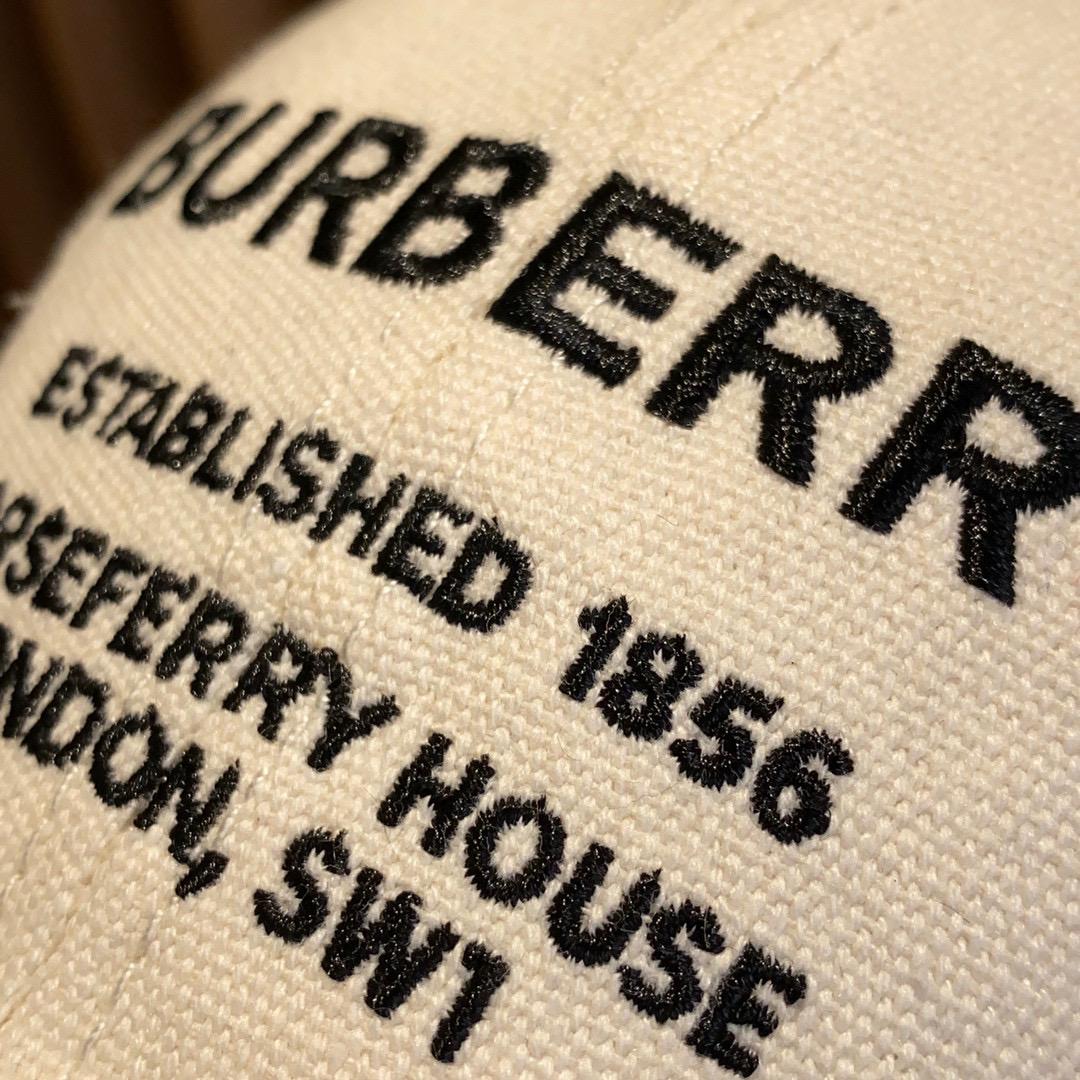 BURBERR
ESTABLISHED 1856
RSEFERRY HOUSE
NDON, SW1